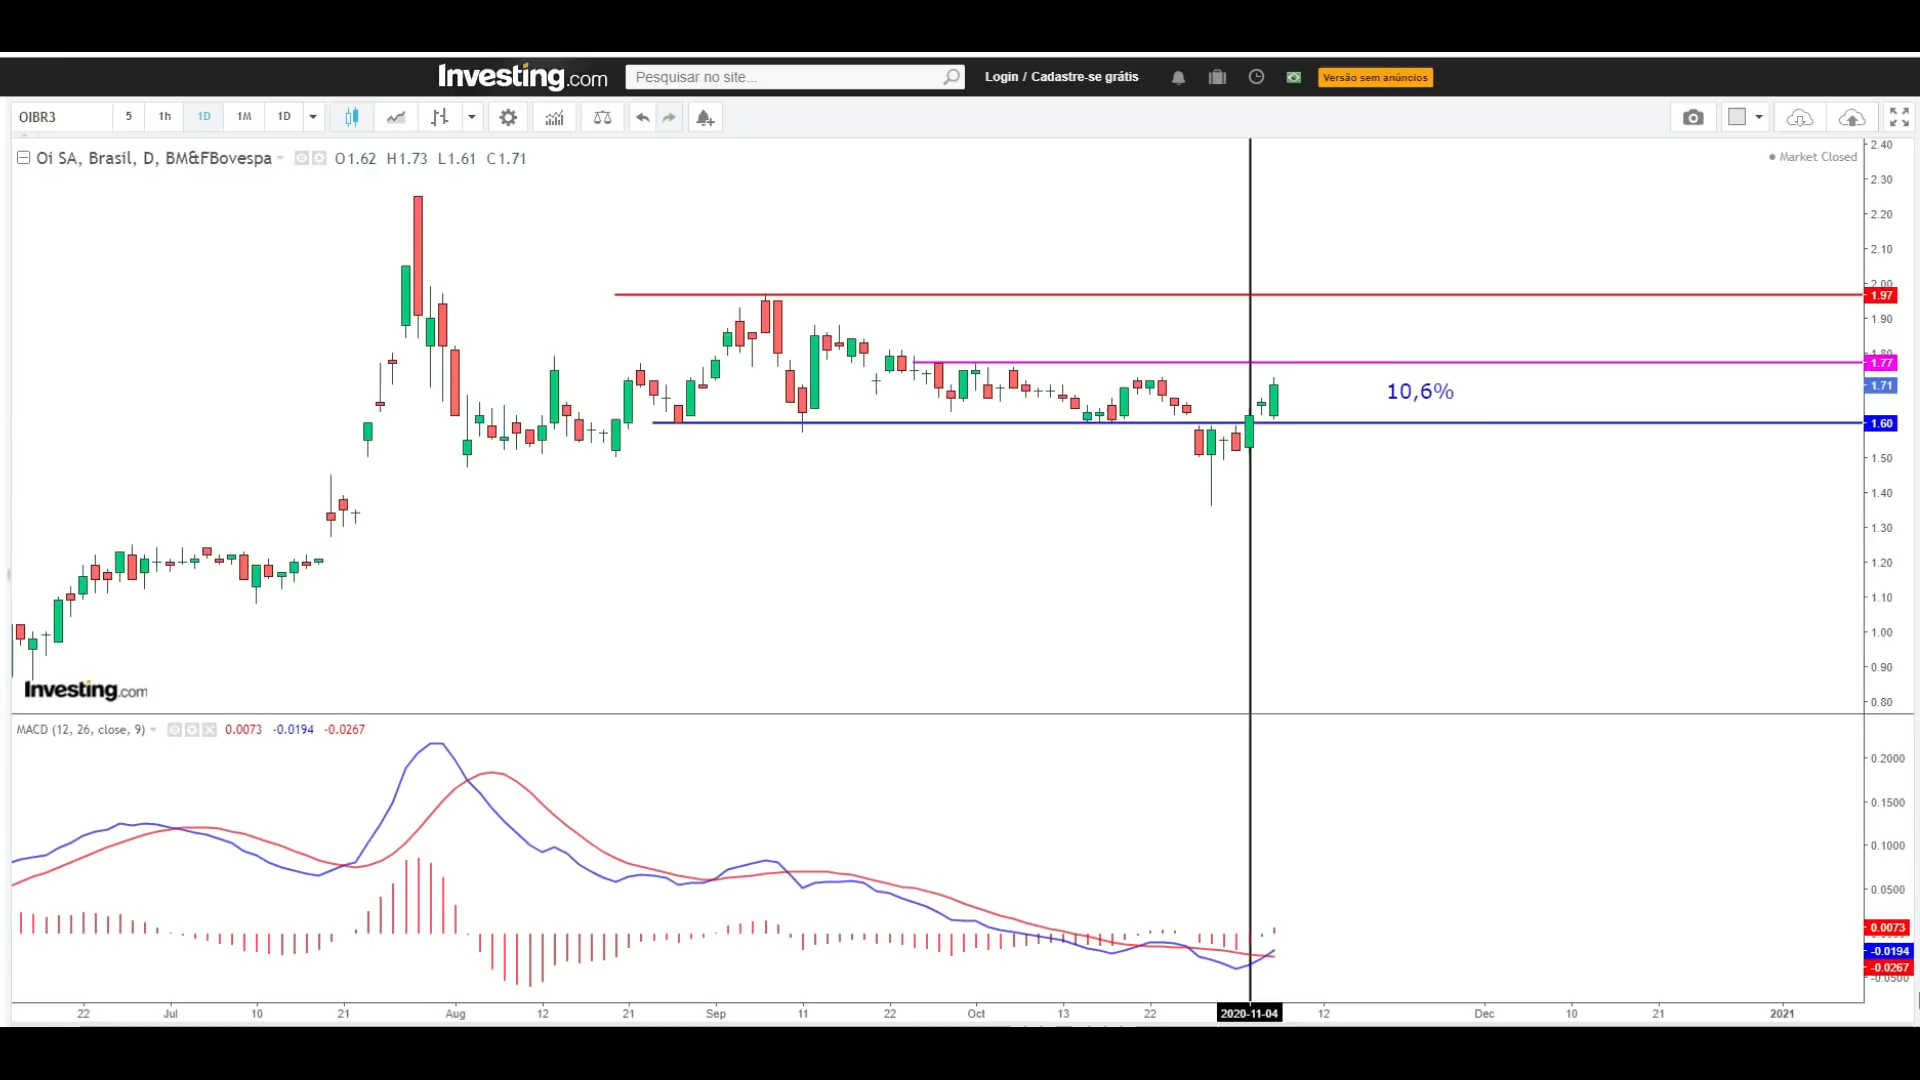 Investing.com
Pesquisar no site...
Login / Cadastre-se grátis
Versão sem anúncios
OIBR3 5 1h 1D 1M 1D
Oi SA, Brasil, D, BM&FBovespa O1.62 H1.73 L1.61 C1.71
Market Closed
2.40
2.30
2.20
2.10
2.00
1.97
1.90
1.80
1.77
1.71
10,6%
1.60
1.50
1.40
1.30
1.20
1.10
1.00
0.90
0.80
Investing.com
MACD (12, 26, close, 9) 0.0073 -0.0194 -0.0267
0.2000
0.1500
0.1000
0.0500
0.0073
-0.0194
-0.0267
-0.0500
22 Jul 10 21 Aug 12 21 Sep 11 22 Oct 13 22 2020-11-04 12 Dec 10 21 2021